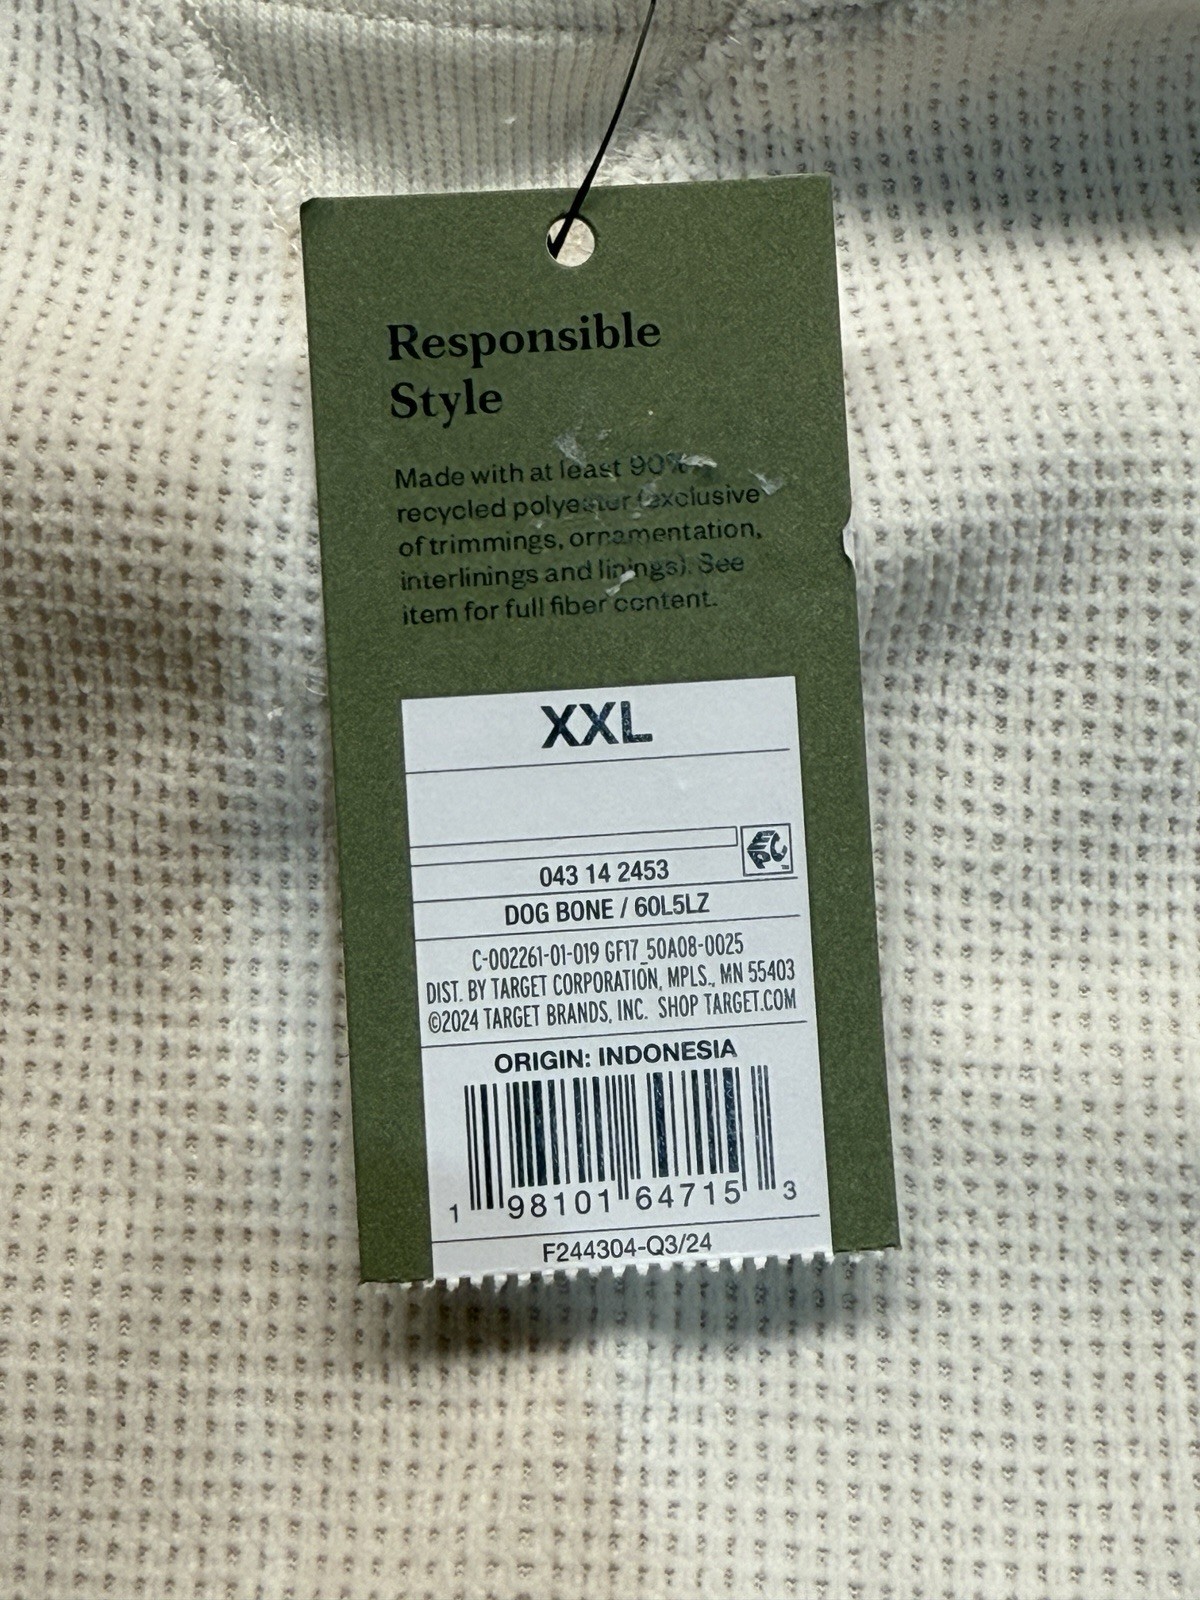 Responsible
Style
Made with at least 90%
recycled polyester (exclusive
of trimmings, ornamentation,
interlinings and linings). See
item for full fiber content.
XXL
EPC
043 14 2453
DOG BONE / 60L5LZ
C-002261-01-019 GF17_50A08-0025
DIST. BY TARGET CORPORATION, MPLS., MN 55403
©2024 TARGET BRANDS, INC. SHOP TARGET.COM
ORIGIN: INDONESIA
1 98101 64715 3
F244304-Q3/24